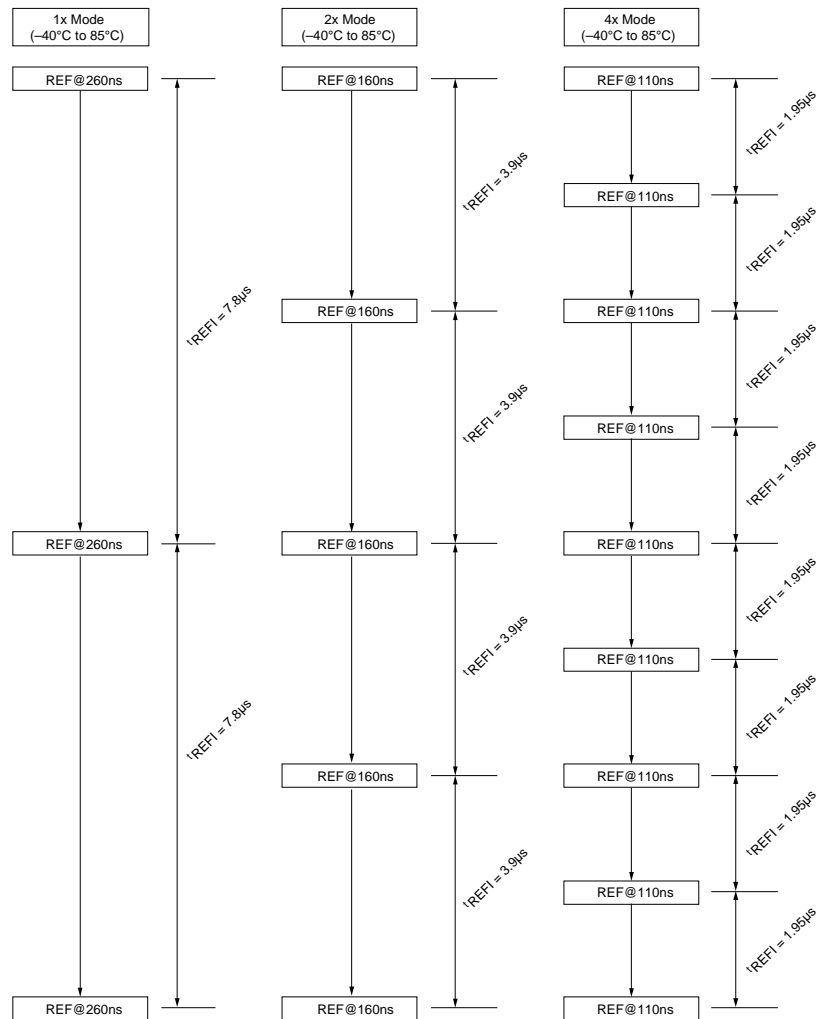 1x Mode
(–40°C to 85°C)
REF@260ns
tREFI = 7.8µs
REF@260ns
tREFI = 7.8µs
REF@260ns
2x Mode
(–40°C to 85°C)
REF@160ns
tREFI = 3.9µs
REF@160ns
tREFI = 3.9µs
REF@160ns
tREFI = 3.9µs
REF@160ns
tREFI = 3.9µs
REF@160ns
4x Mode
(–40°C to 85°C)
REF@110ns
tREFI = 1.95µs
REF@110ns
tREFI = 1.95µs
REF@110ns
tREFI = 1.95µs
REF@110ns
tREFI = 1.95µs
REF@110ns
tREFI = 1.95µs
REF@110ns
tREFI = 1.95µs
REF@110ns
tREFI = 1.95µs
REF@110ns
tREFI = 1.95µs
REF@110ns